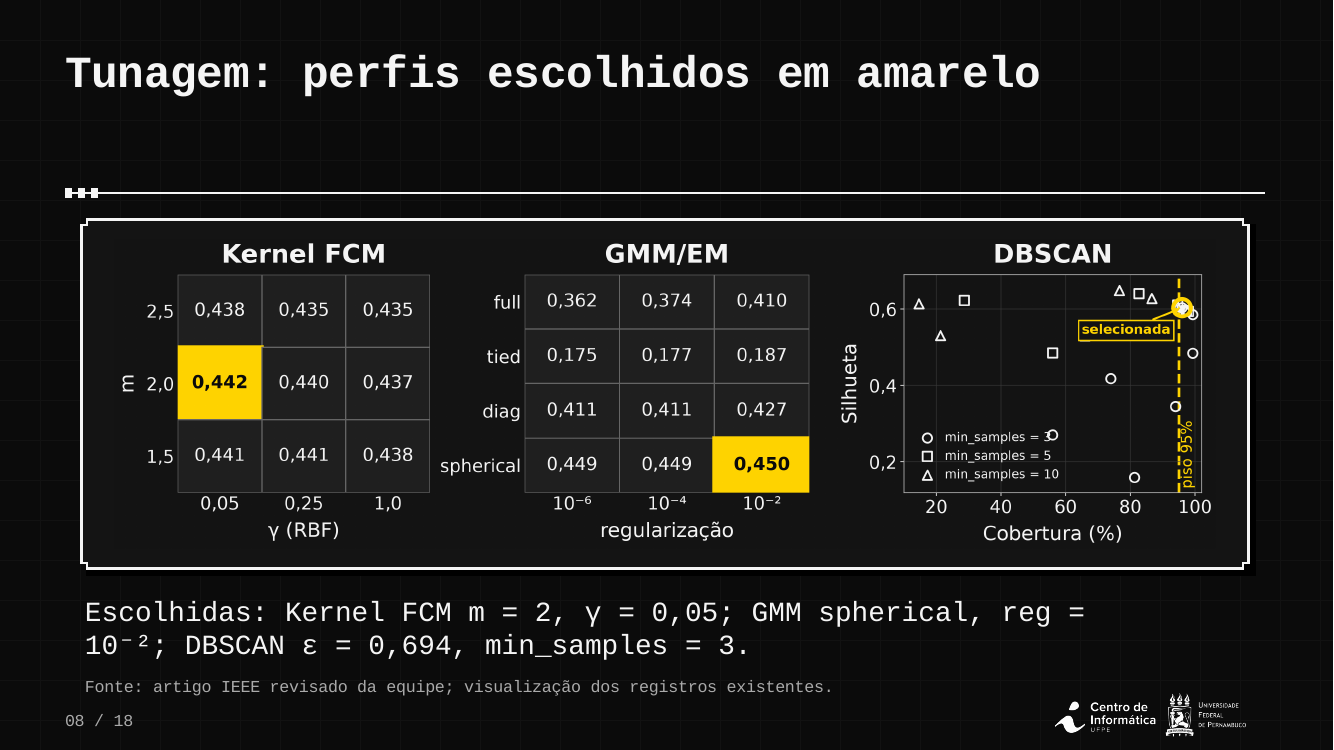 Tunagem: perfis escolhidos em amarelo
Kernel FCM
m
2,5 0,438 0,435 0,435
2,0 0,442 0,440 0,437
1,5 0,441 0,441 0,438
0,05 0,25 1,0
γ (RBF)
GMM/EM
full 0,362 0,374 0,410
tied 0,175 0,177 0,187
diag 0,411 0,411 0,427
spherical 0,449 0,449 0,450
10⁻⁶ 10⁻⁴ 10⁻²
regularização
DBSCAN
Silhueta
0,6
0,4
0,2
selecionada
piso 95%
min_samples = 3
min_samples = 5
min_samples = 10
20 40 60 80 100
Cobertura (%)
Escolhidas: Kernel FCM m = 2, γ = 0,05; GMM spherical, reg =
10⁻²; DBSCAN ε = 0,694, min_samples = 3.
Fonte: artigo IEEE revisado da equipe; visualização dos registros existentes.
08 / 18
Centro de
Informática
UFPE
UNIVERSIDADE
FEDERAL
DE PERNAMBUCO